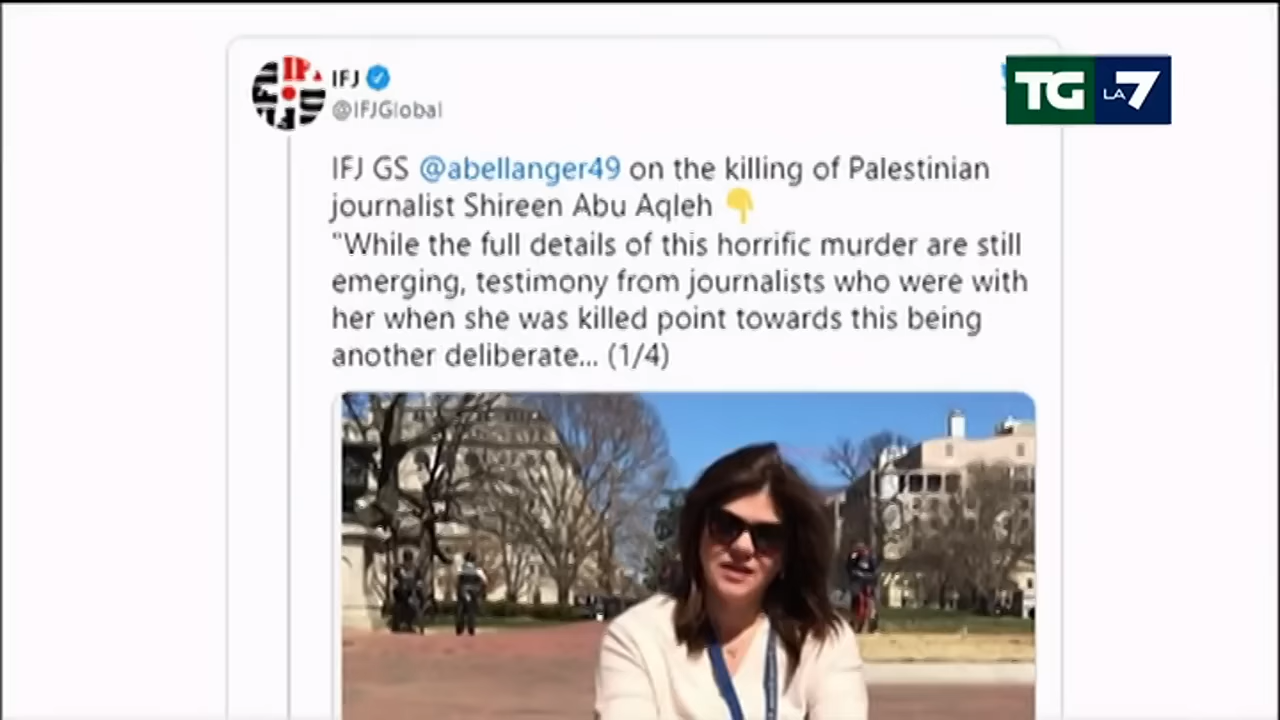 IFJ
@IFJGlobal
TG LA 7
IFJ GS @abellanger49 on the killing of Palestinian
journalist Shireen Abu Aqleh 👇
"While the full details of this horrific murder are still
emerging, testimony from journalists who were with
her when she was killed point towards this being
another deliberate... (1/4)